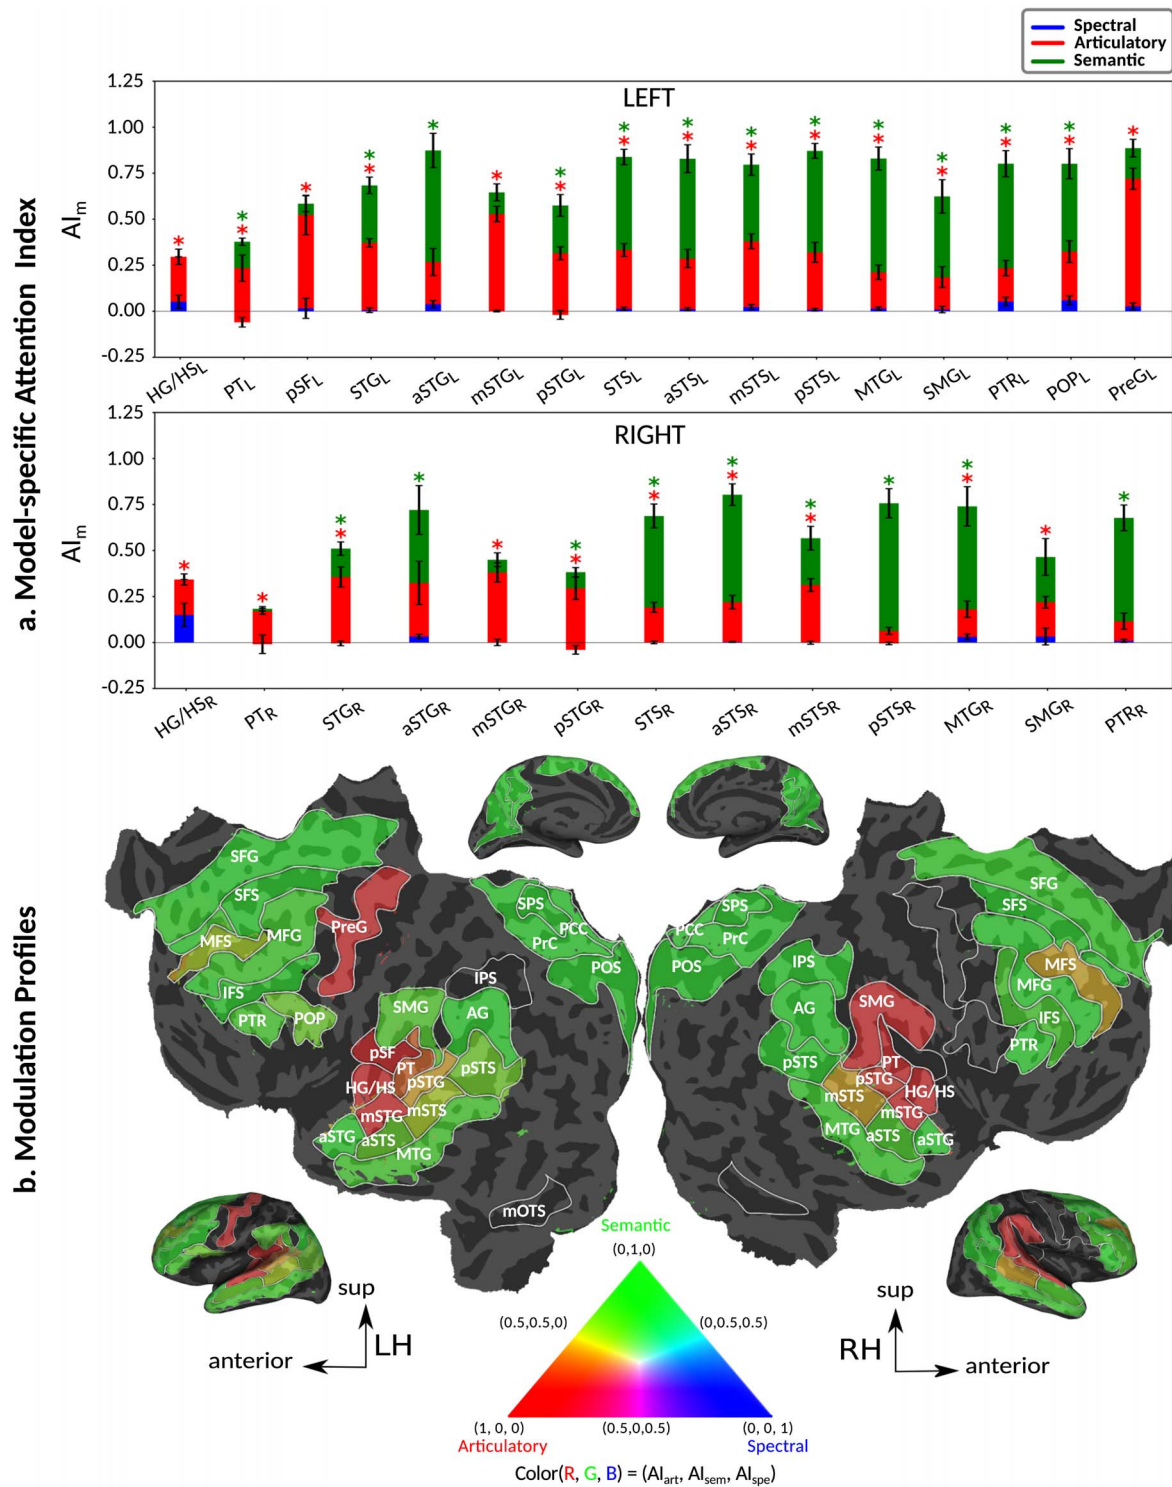 Spectral
Articulatory
Semantic
a. Model-specific Attention Index
LEFT
AIm
1.25
1.00
0.75
0.50
0.25
0.00
-0.25
HG/HSL PTL pSFL STGL aSTGL mSTGL pSTGL STSL aSTSL mSTSL pSTSL MTGL SMGL PTRL POPL PreGL
RIGHT
AIm
1.25
1.00
0.75
0.50
0.25
0.00
-0.25
HG/HSR PTR STGR aSTGR mSTGR pSTGR STSR aSTSR mSTSR pSTSR MTGR SMGR PTRR
b. Modulation Profiles
SFG
SFS
MFS
MFG
IFS
PTR
POP
PreG
SPS
PCC
PrC
POS
IPS
SMG
AG
pSF
PT
pSTG
pSTS
HG/HS
mSTG
mSTS
aSTG
aSTS
MTG
mOTS
SPS
PCC
PrC
POS
IPS
AG
SMG
pSTS
PT
pSTG
HG/HS
mSTS
mSTG
MTG
aSTS
aSTG
SFG
SFS
MFS
MFG
IFS
PTR
sup
LH
anterior
sup
RH
anterior
Semantic
(0,1,0)
(0.5,0.5,0)
(0,0.5,0.5)
(1, 0, 0)
(0.5,0,0.5)
(0, 0, 1)
Articulatory
Spectral
Color(R, G, B) = (AIart, AIsem, AIspe)